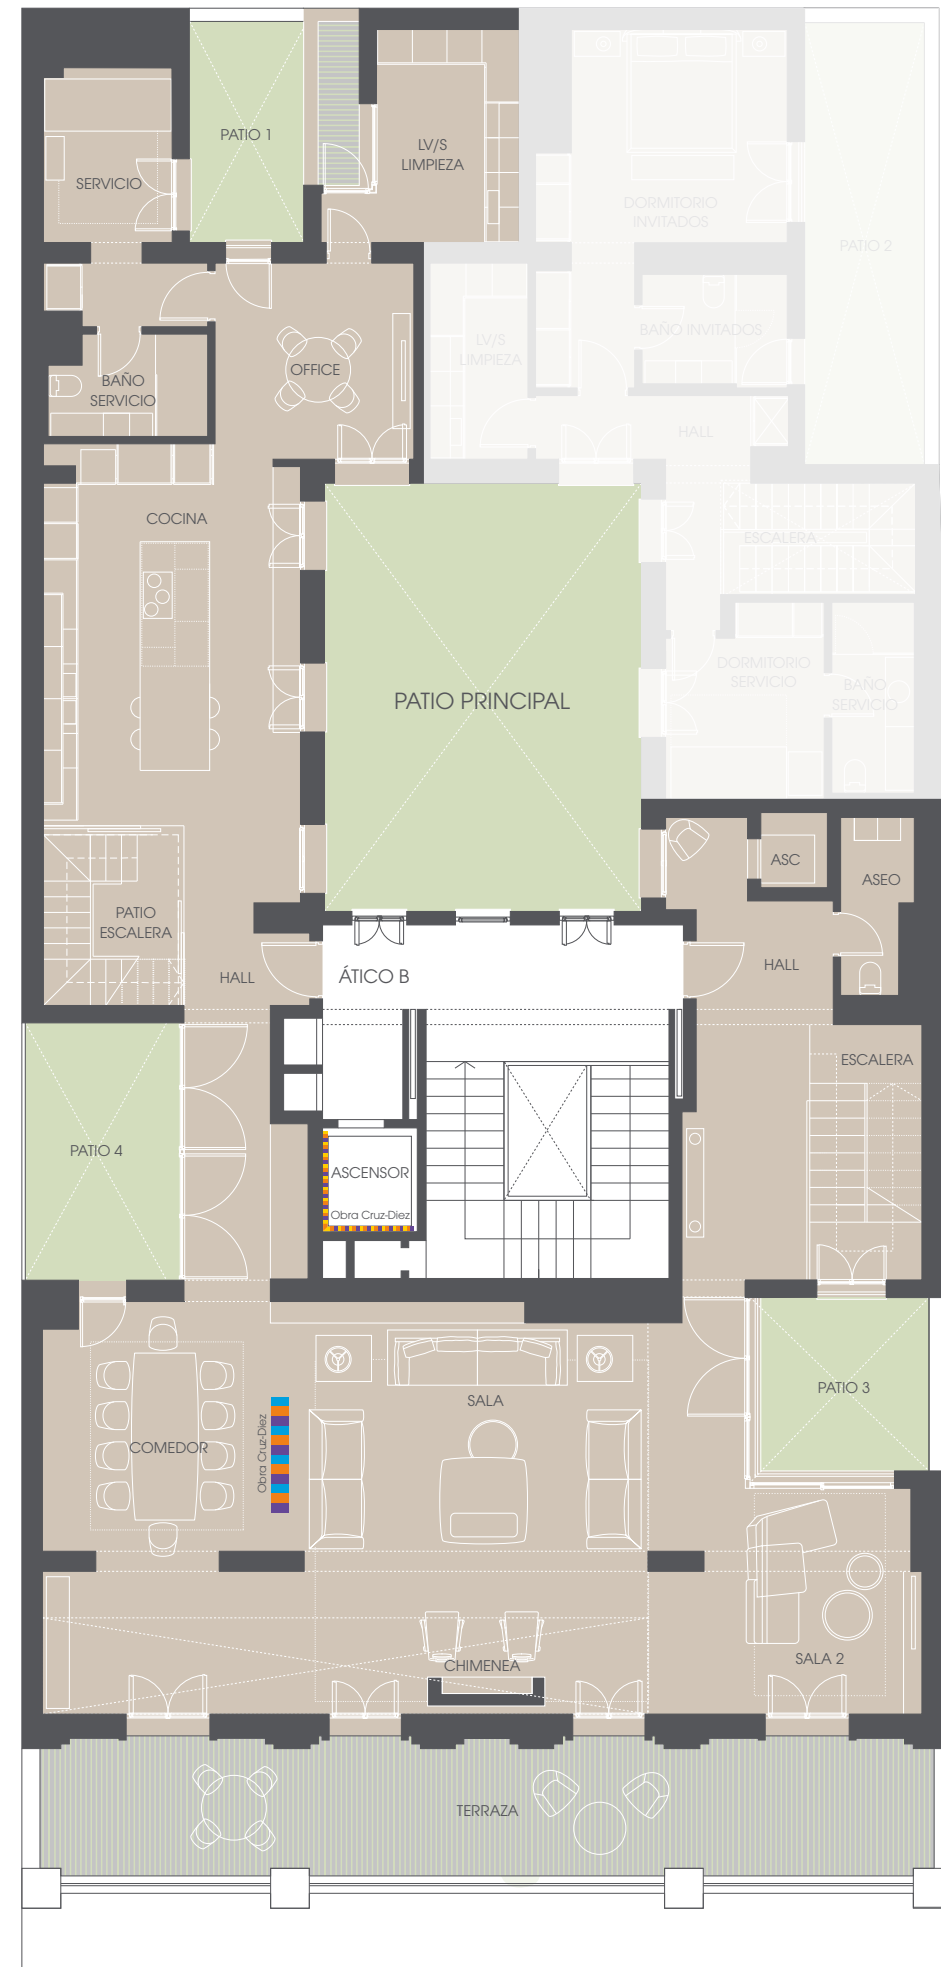 PATIO 1
LV/S
LIMPIEZA
SERVICIO
DORMITORIO
INVITADOS
PATIO 2
BAÑO INVITADOS
LV/S
LIMPIEZA
OFFICE
BAÑO
SERVICIO
HALL
COCINA
ESCALERA
DORMITORIO
SERVICIO
BAÑO
SERVICIO
PATIO PRINCIPAL
ASC
ASEO
PATIO
ESCALERA
HALL
ÁTICO B
HALL
ESCALERA
PATIO 4
ASCENSOR
Obra Cruz-Diez
PATIO 3
SALA
COMEDOR
Obra Cruz-Diez
CHIMENEA
SALA 2
TERRAZA